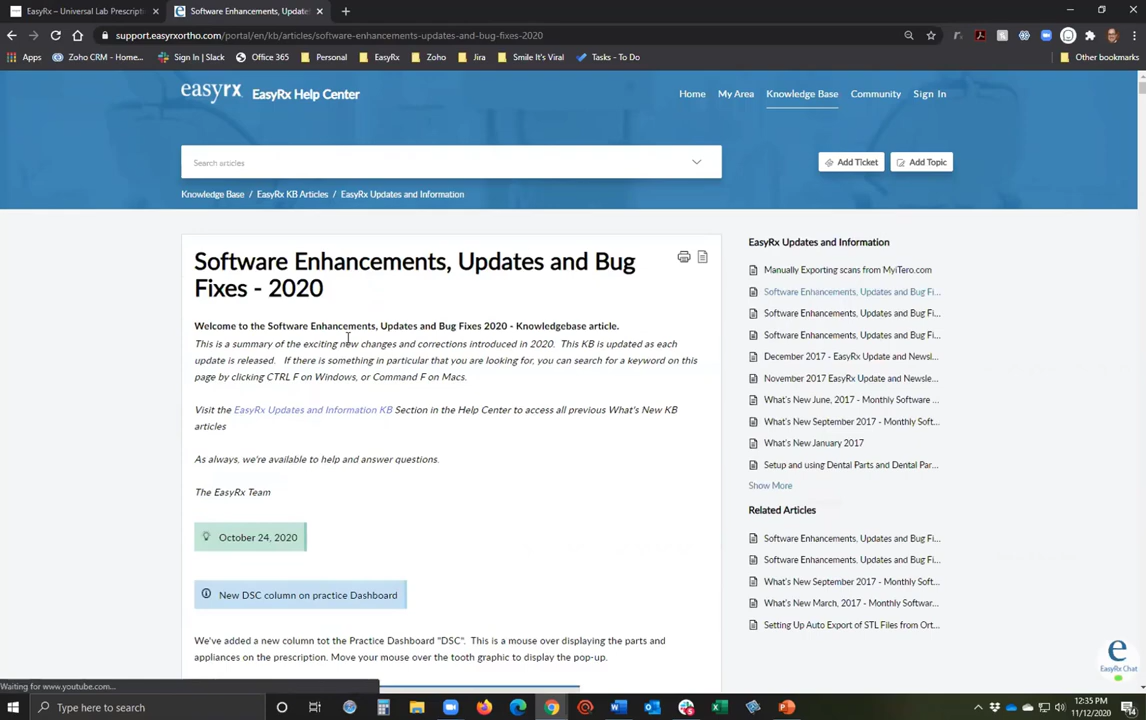 EasyRx – Universal Lab Prescripti
Software Enhancements, Update
support.easyrxortho.com/portal/en/kb/articles/software-enhancements-updates-and-bug-fixes-2020
Apps
Zoho CRM - Home...
Sign In | Slack
Office 365
Personal
EasyRx
Zoho
Jira
Smile It's Viral
Tasks - To Do
Other bookmarks
easyrx
EasyRx Help Center
Home
My Area
Knowledge Base
Community
Sign In
Search articles
Add Ticket
Add Topic
Knowledge Base / EasyRx KB Articles / EasyRx Updates and Information
Software Enhancements, Updates and Bug
Fixes - 2020
Welcome to the Software Enhancements, Updates and Bug Fixes 2020 - Knowledgebase article.
This is a summary of the exciting new changes and corrections introduced in 2020. This KB is updated as each
update is released. If there is something in particular that you are looking for, you can search for a keyword on this
page by clicking CTRL F on Windows, or Command F on Macs.
Visit the EasyRx Updates and Information KB Section in the Help Center to access all previous What's New KB
articles
As always, we're available to help and answer questions.
The EasyRx Team
October 24, 2020
New DSC column on practice Dashboard
We've added a new column tot the Practice Dashboard "DSC". This is a mouse over displaying the parts and
appliances on the prescription. Move your mouse over the tooth graphic to display the pop-up.
EasyRx Updates and Information
Manually Exporting scans from MyiTero.com
Software Enhancements, Updates and Bug Fi...
Software Enhancements, Updates and Bug Fi...
Software Enhancements, Updates and Bug Fi...
December 2017 - EasyRx Update and Newsl...
November 2017 EasyRx Update and Newsle...
What's New June, 2017 - Monthly Software ...
What's New September 2017 - Monthly Soft...
What's New January 2017
Setup and using Dental Parts and Dental Par...
Show More
Related Articles
Software Enhancements, Updates and Bug Fi...
Software Enhancements, Updates and Bug Fi...
What's New September 2017 - Monthly Soft...
What's New March, 2017 - Monthly Softwar...
Setting Up Auto Export of STL Files from Ort...
e
EasyRx Chat
Waiting for www.youtube.com...
Type here to search
12:35 PM
11/12/2020
14